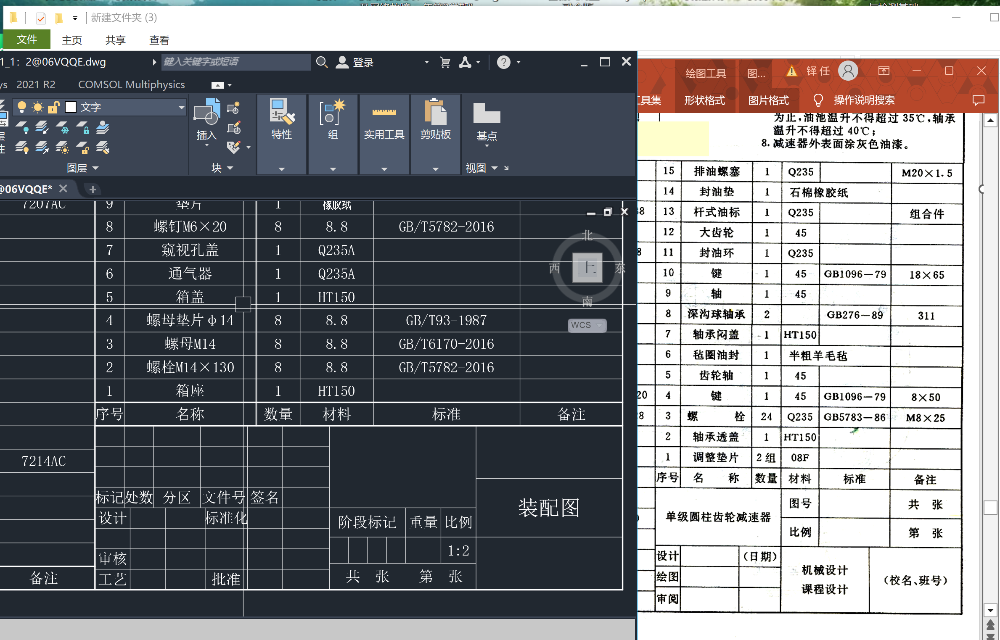 新建文件夹 (3)
文件 主页 共享 查看
1_1：2@06VQQE.dwg 键入关键字或短语 登录
ys 2021 R2 COMSOL Multiphysics
文字
图层
插入
块
特性
组
实用工具
剪贴板
基点
视图
@06VQQE*
7207AC 9 垫片 1 橡胶纸
8 螺钉M6×20 8 8.8 GB/T5782-2016
7 窥视孔盖 1 Q235A
6 通气器 1 Q235A
5 箱盖 1 HT150
4 螺母垫片φ14 8 8.8 GB/T93-1987
3 螺母M14 8 8.8 GB/T6170-2016
2 螺栓M14×130 8 8.8 GB/T5782-2016
1 箱座 1 HT150
序号 名称 数量 材料 标准 备注
7214AC
标记 处数 分区 文件号 签名
设计 标准化
审核
工艺 批准
备注
阶段标记 重量 比例
1:2
共 张 第 张
装配图
北
西 上 东
南
WCS
绘图工具 图... 铎 任
工具集 形状格式 图片格式 操作说明搜索
为止,油池温升不得超过 35℃,轴承
温升不得超过 40℃;
8. 减速器外表面涂灰色油漆。
15 排油螺塞 1 Q235 M20×1.5
14 封油垫 1 石棉橡胶纸
38 13 杆式油标 1 Q235 组合件
12 大齿轮 1 45
8 11 封油环 1 Q235
10 键 1 45 GB1096-79 18×65
9 轴 1 45
8 深沟球轴承 2 GB276-89 311
7 轴承闷盖 1 HT150
6 毡圈油封 1 半粗羊毛毡
5 齿轮轴 1 45
20 4 键 1 45 GB1096-79 8×50
8 3 螺 栓 24 Q235 GB5783-86 M8×25
2 轴承透盖 1 HT150
1 调整垫片 2 组 08F
序号 名 称 数量 材料 标准 备注
单级圆柱齿轮减速器 图号 共 张
比例 第 张
设计 (日期)
绘图
审阅
机械设计
课程设计
(校名、班号)